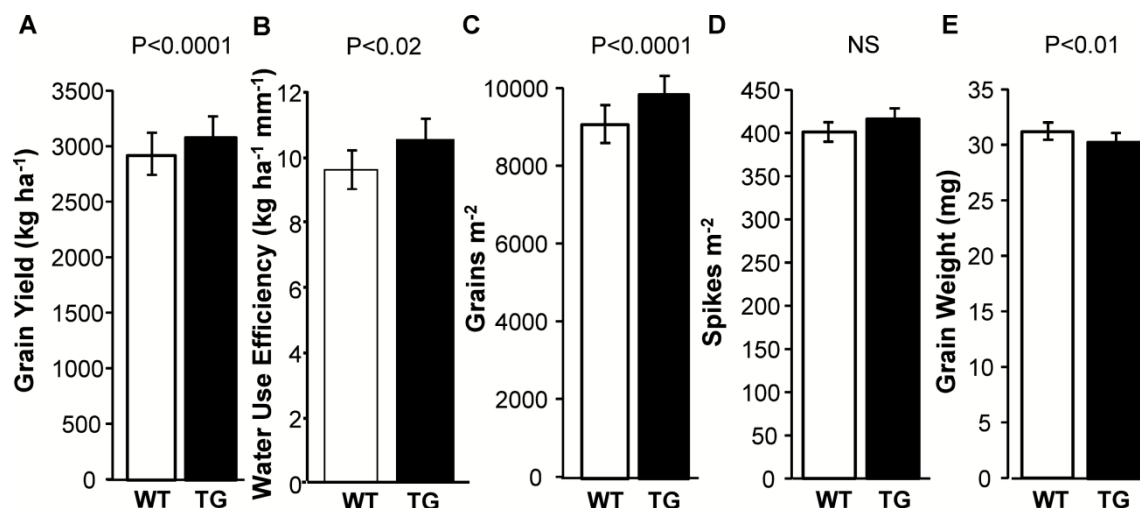 A
P<0.0001
Grain Yield (kg ha⁻¹)
3500
3000
2500
2000
1500
1000
500
0
WT TG
B
P<0.02
Water Use Efficiency (kg ha⁻¹ mm⁻¹)
12
10
8
6
4
2
0
WT TG
C
P<0.0001
Grains m⁻²
10000
8000
6000
4000
2000
0
WT TG
D
NS
Spikes m⁻²
450
400
350
300
250
200
150
100
50
0
WT TG
E
P<0.01
Grain Weight (mg)
35
30
25
20
15
10
5
0
WT TG